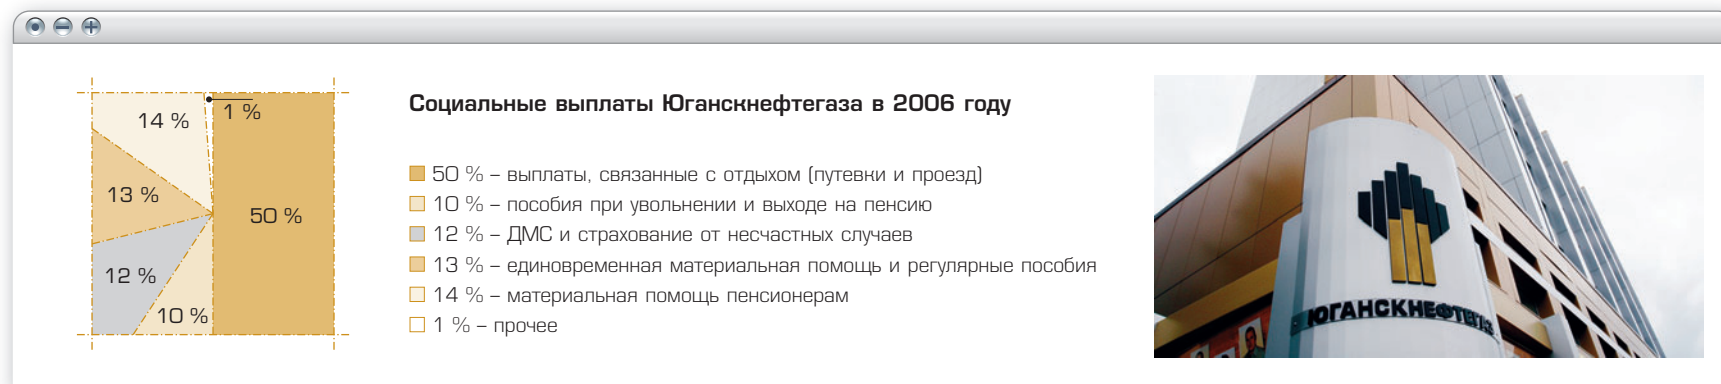 Социальные выплаты Юганскнефтегаза в 2006 году
14 %
1 %
13 %
50 %
12 %
10 %
50 % – выплаты, связанные с отдыхом (путевки и проезд)
10 % – пособия при увольнении и выходе на пенсию
12 % – ДМС и страхование от несчастных случаев
13 % – единовременная материальная помощь и регулярные пособия
14 % – материальная помощь пенсионерам
1 % – прочее
ЮГАНСКНЕФТЕГАЗ